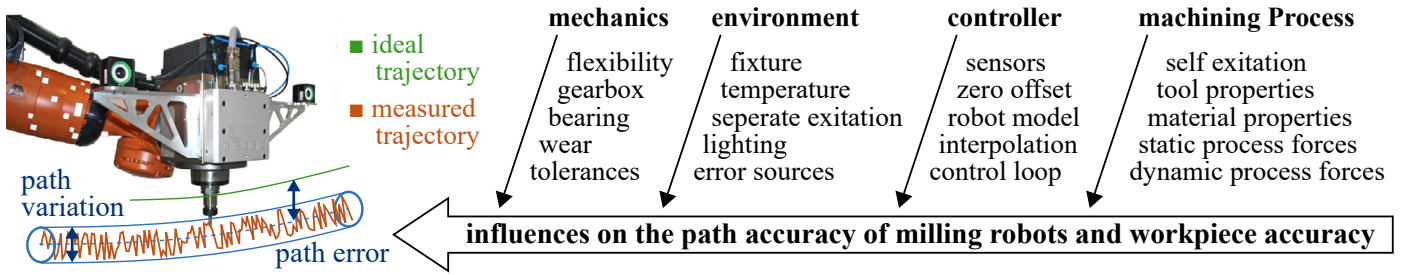 ■ ideal
trajectory
■ measured
trajectory
path
variation
path error
mechanics
flexibility
gearbox
bearing
wear
tolerances
environment
fixture
temperature
seperate exitation
lighting
error sources
controller
sensors
zero offset
robot model
interpolation
control loop
machining Process
self exitation
tool properties
material properties
static process forces
dynamic process forces
influences on the path accuracy of milling robots and workpiece accuracy